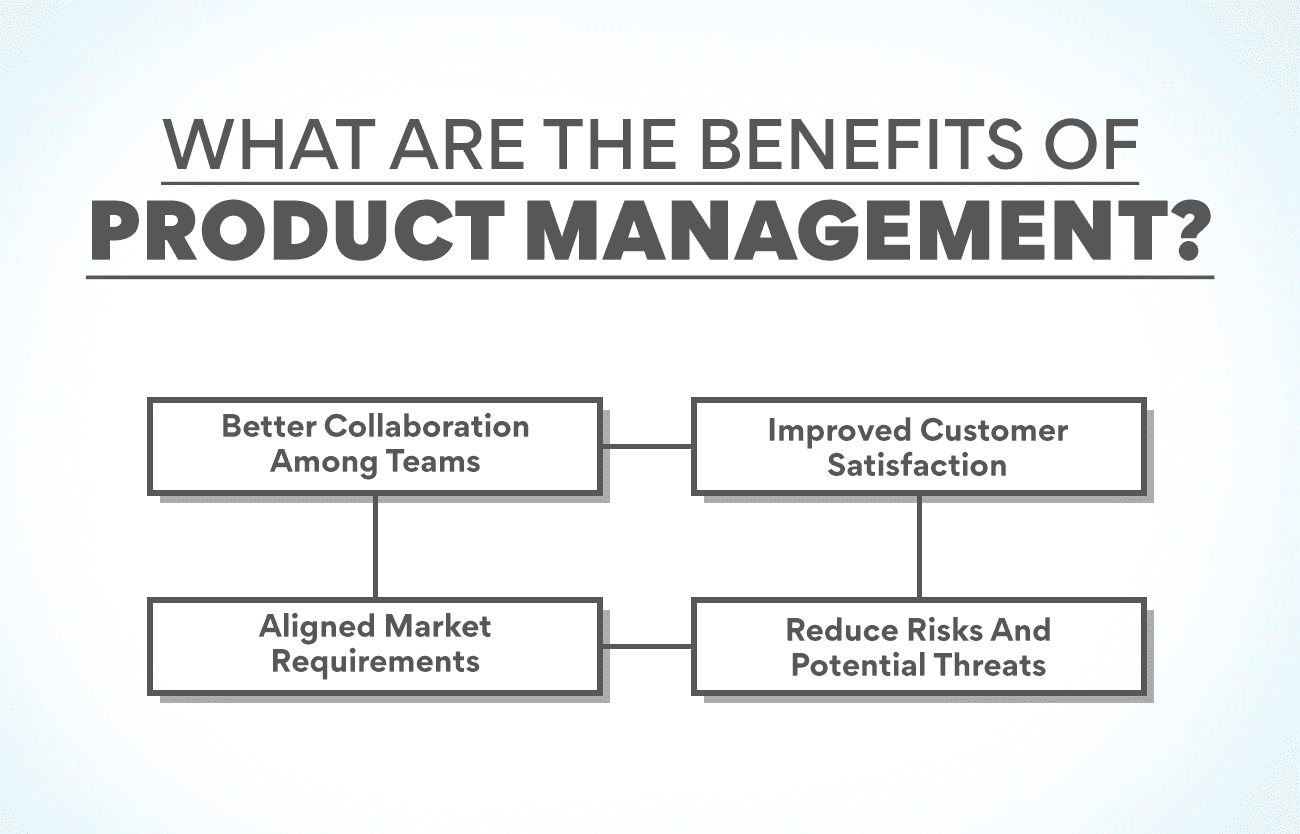 WHAT ARE THE BENEFITS OF
PRODUCT MANAGEMENT?
Better Collaboration
Among Teams
Improved Customer
Satisfaction
Aligned Market
Requirements
Reduce Risks And
Potential Threats